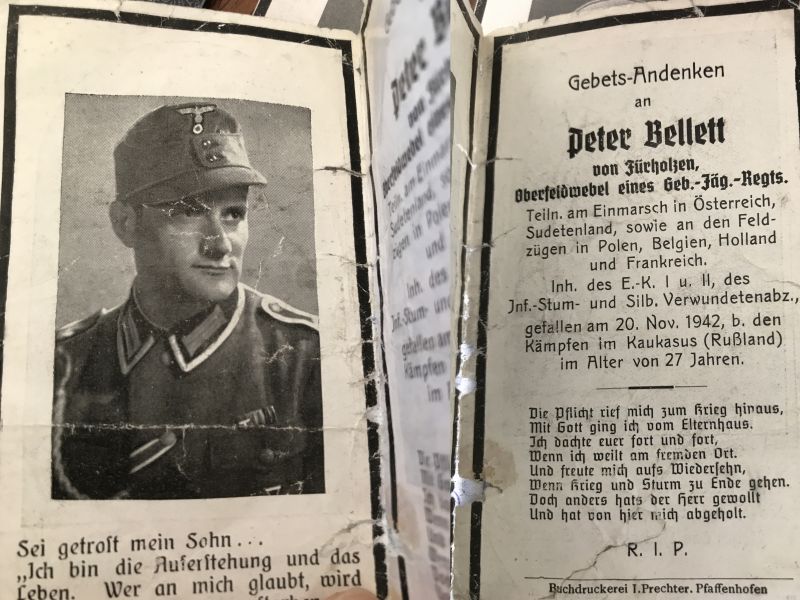 Sei getrost mein Sohn...
„Ich bin die Auferstehung und das
Leben. Wer an mich glaubt, wird
Gebets-Andenken
an
Peter Bellett
von Fürholzen,
Oberfeldwebel eines Geb.-Jäg.-Regts.
Teiln. am Einmarsch in Österreich,
Sudetenland, sowie an den Feld-
zügen in Polen, Belgien, Holland
und Frankreich.
Inh. des E.-K. I u. II, des
Inf.-Stum- und Silb. Verwundetenabz.,
gefallen am 20. Nov. 1942, b. den
Kämpfen im Kaukasus (Rußland)
im Alter von 27 Jahren.
Die Pflicht rief mich zum Krieg hinaus,
Mit Gott ging ich vom Elternhaus.
Ich dachte euer fort und fort,
Wenn ich weilt am fremden Ort.
Und freute mich aufs Wiedersehn,
Wenn Krieg und Sturm zu Ende gehen.
Doch anders hats der Herr gewollt
Und hat von hier mich abgeholt.
R. I. P.
Buchdruckerei I. Prechter. Pfaffenhofen